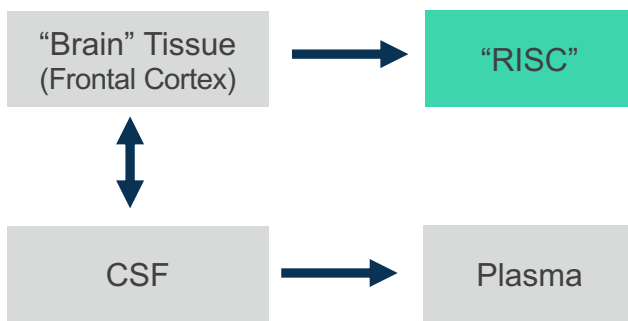 “Brain” Tissue
(Frontal Cortex)
“RISC”
CSF
Plasma